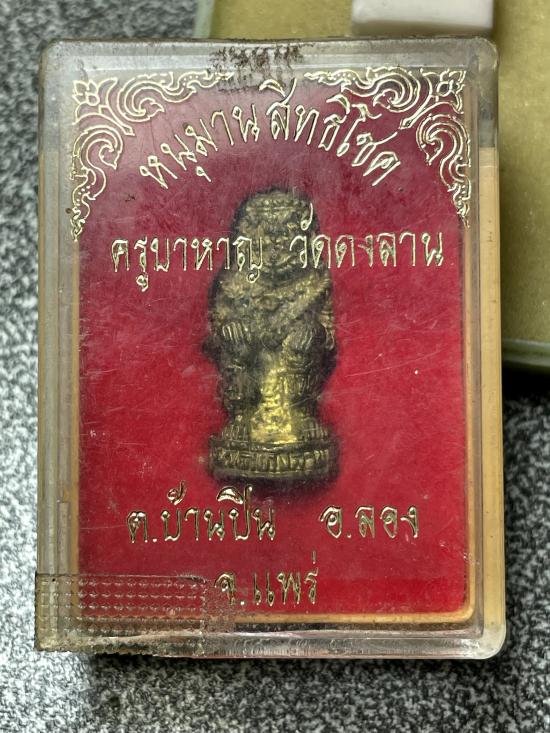 หนุมานสิทธิโชค
ครูบาหาญ วัดดงลาน
ต.บ้านปิน อ.ลอง
จ.แพร่